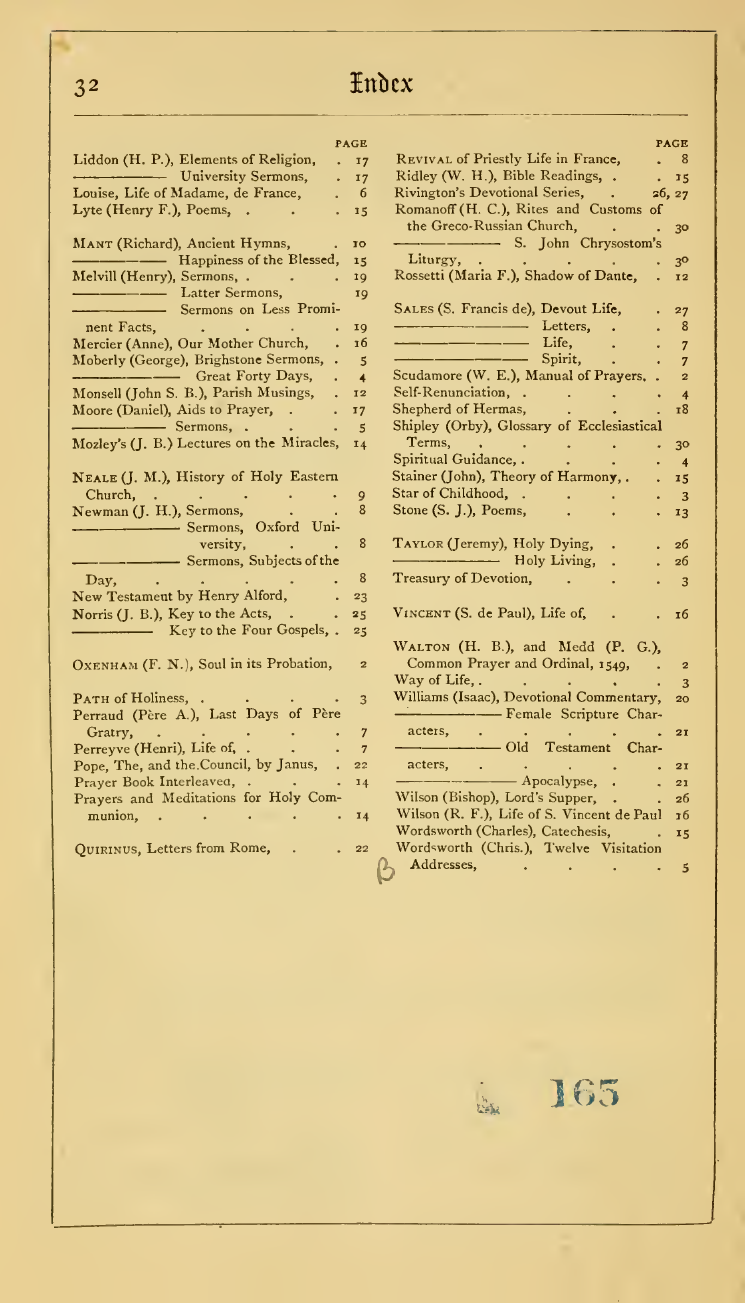 32
Index
PAGE
Liddon (H. P.), Elements of Religion, . 17
——— University Sermons, . 17
Louise, Life of Madame, de France, . 6
Lyte (Henry F.), Poems, . . . 15
MANT (Richard), Ancient Hymns, . 10
——— Happiness of the Blessed, 15
Melvill (Henry), Sermons, . . . 19
——— Latter Sermons, 19
——— Sermons on Less Promi-
nent Facts, . . . . 19
Mercier (Anne), Our Mother Church, . 16
Moberly (George), Brighstone Sermons, . 5
——— Great Forty Days, . 4
Monsell (John S. B.), Parish Musings, . 12
Moore (Daniel), Aids to Prayer, . . 17
——— Sermons, . . . 5
Mozley's (J. B.) Lectures on the Miracles, 14
NEALE (J. M.), History of Holy Eastern
Church, . . . . . 9
Newman (J. H.), Sermons, . . 8
——— Sermons, Oxford Uni-
versity, . . 8
——— Sermons, Subjects of the
Day, . . . . . 8
New Testament by Henry Alford, . 23
Norris (J. B.), Key to the Acts, . . 25
——— Key to the Four Gospels, . 25
OXENHAM (F. N.), Soul in its Probation, 2
PATH of Holiness, . . . . 3
Perraud (Père A.), Last Days of Père
Gratry, . . . . . 7
Perreyve (Henri), Life of, . . . 7
Pope, The, and the Council, by Janus, . 22
Prayer Book Interleaved, . . . 14
Prayers and Meditations for Holy Com-
munion, . . . . . 14
QUIRINUS, Letters from Rome, . . 22
PAGE
REVIVAL of Priestly Life in France, . 8
Ridley (W. H.), Bible Readings, . . 15
Rivington's Devotional Series, . 26, 27
Romanoff (H. C.), Rites and Customs of
the Greco-Russian Church, . . 30
——— S. John Chrysostom's
Liturgy, . . . . . 30
Rossetti (Maria F.), Shadow of Dante, . 12
SALES (S. Francis de), Devout Life, . 27
——— Letters, . . 8
——— Life, . . 7
——— Spirit, . . 7
Scudamore (W. E.), Manual of Prayers, . 2
Self-Renunciation, . . . . 4
Shepherd of Hermas, . . . 18
Shipley (Orby), Glossary of Ecclesiastical
Terms, . . . . . 30
Spiritual Guidance, . . . . 4
Stainer (John), Theory of Harmony, . . 15
Star of Childhood, . . . . 3
Stone (S. J.), Poems, . . . 13
TAYLOR (Jeremy), Holy Dying, . . 26
——— Holy Living, . . 26
Treasury of Devotion, . . . 3
VINCENT (S. de Paul), Life of, . . 16
WALTON (H. B.), and Medd (P. G.),
Common Prayer and Ordinal, 1549, . 2
Way of Life, . . . . . 3
Williams (Isaac), Devotional Commentary, 20
——— Female Scripture Char-
acters, . . . . . 21
——— Old Testament Char-
acters, . . . . . 21
——— Apocalypse, . . 21
Wilson (Bishop), Lord's Supper, . . 26
Wilson (R. F.), Life of S. Vincent de Paul 16
Wordsworth (Charles), Catechesis, . 15
Wordsworth (Chris.), Twelve Visitation
Addresses, . . . . 5
165